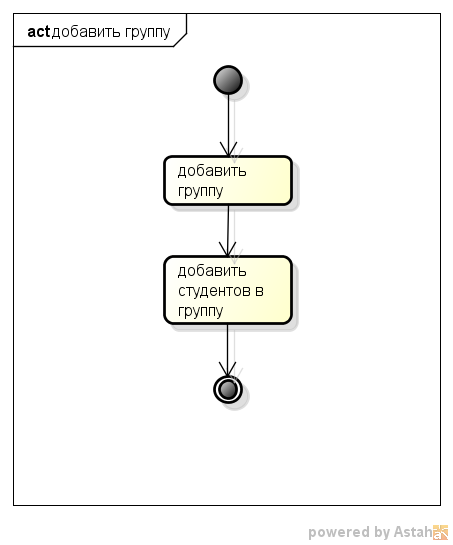 act добавить группу
добавить
группу
добавить
студентов в
группу
powered by Astah